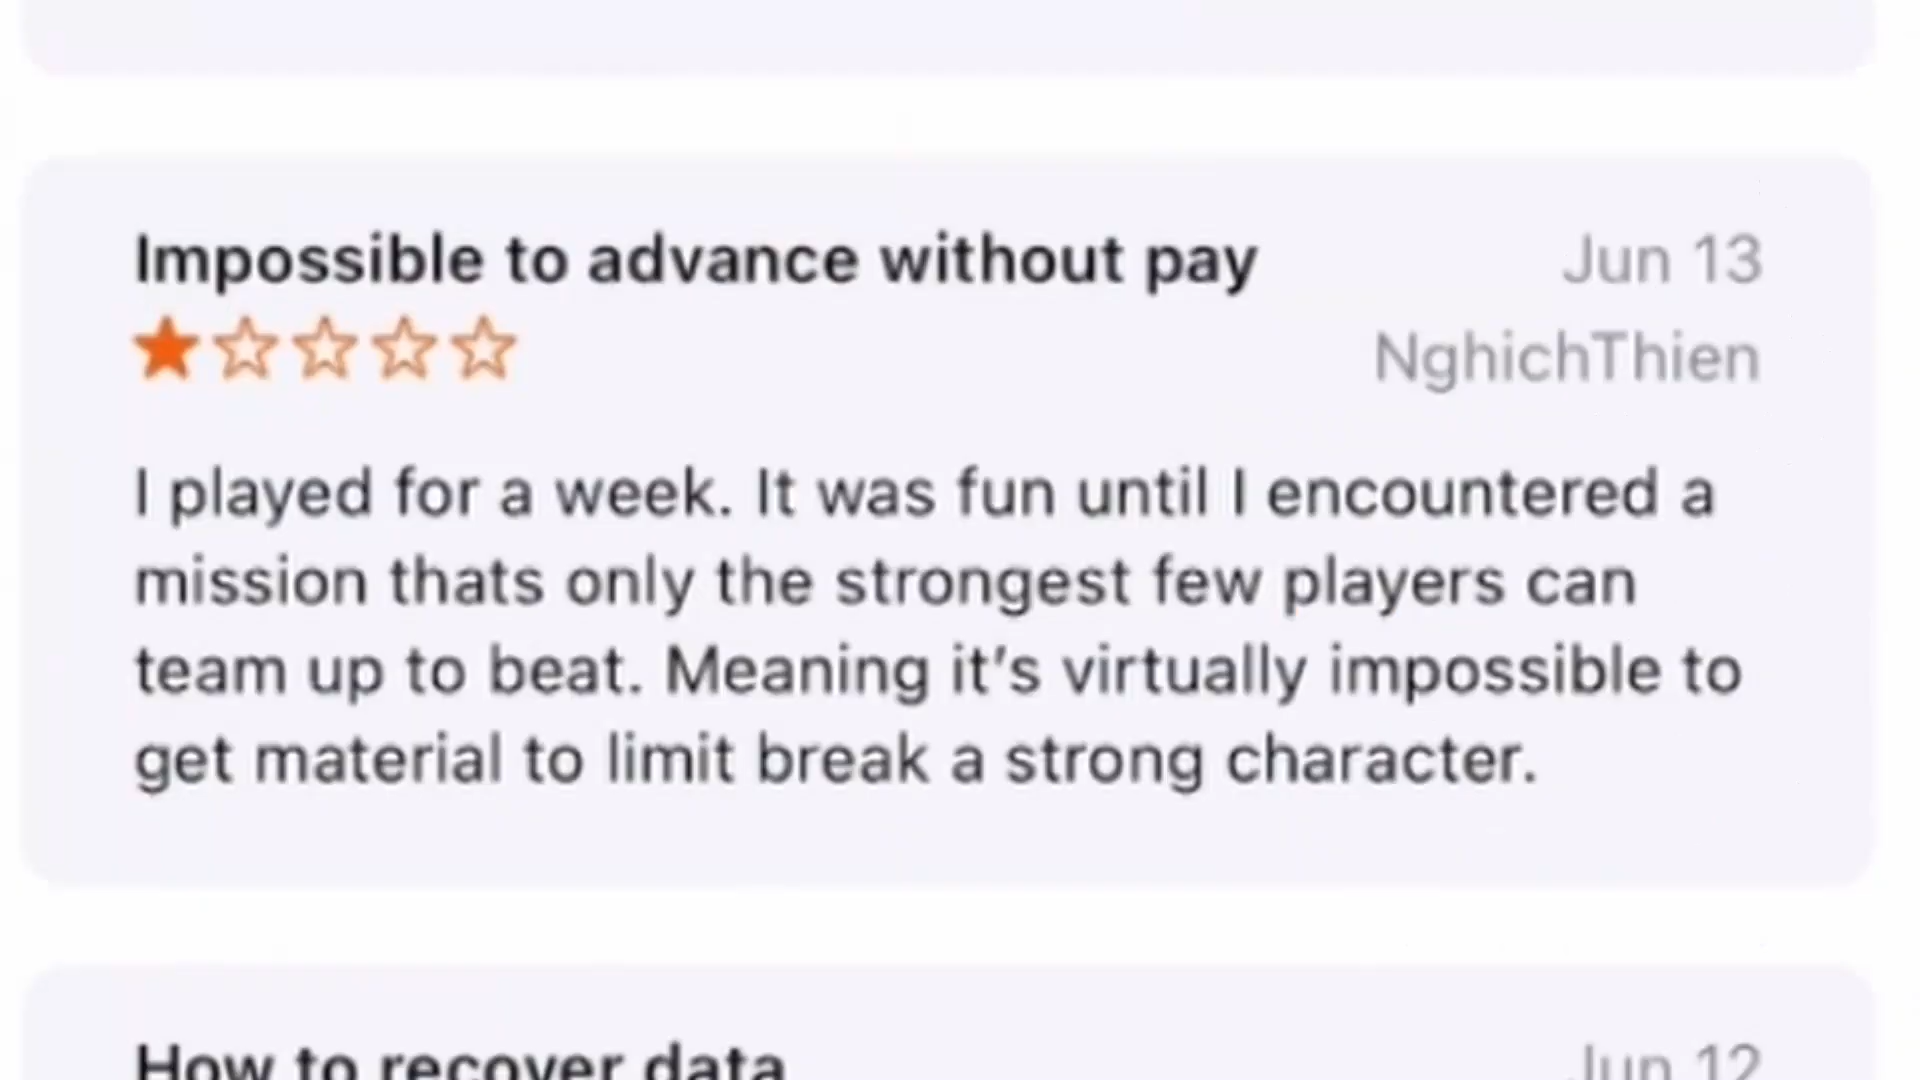 Impossible to advance without pay
Jun 13
NghichThien
I played for a week. It was fun until I encountered a
mission thats only the strongest few players can
team up to beat. Meaning it's virtually impossible to
get material to limit break a strong character.
How to recover data
Jun 12